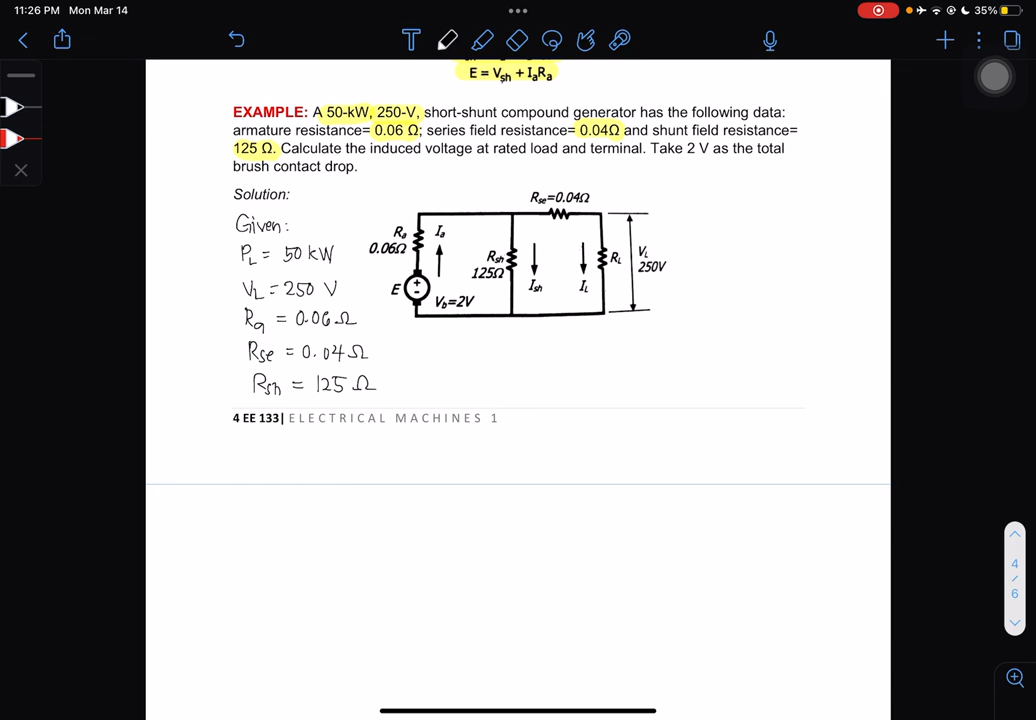 11:26 PM Mon Mar 14
35%
E = Vsh + IaRa
EXAMPLE: A 50-kW, 250-V, short-shunt compound generator has the following data:
armature resistance= 0.06 Ω; series field resistance= 0.04Ω and shunt field resistance=
125 Ω. Calculate the induced voltage at rated load and terminal. Take 2 V as the total
brush contact drop.
Solution:
Given:
PL = 50 kW
VL = 250 V
Ra = 0.06 Ω
Rse = 0.04 Ω
Rsh = 125 Ω
Rse=0.04Ω
Ra
0.06Ω
Ia
Rsh
125Ω
Ish
IL
RL
VL
250V
E
+
-
Vb=2V
4 EE 133| ELECTRICAL MACHINES 1
4
/
6